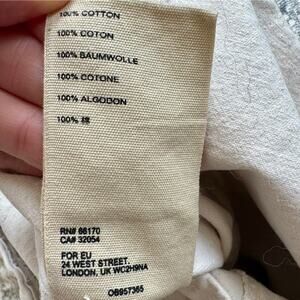 100% COTTON
100% COTON
100% BAUMWOLLE
100% COTONE
100% ALGODON
100% 棉
RN# 66170
CA# 32054
FOR EU
24 WEST STREET.
LONDON, UK WC2H9NA
OB957365